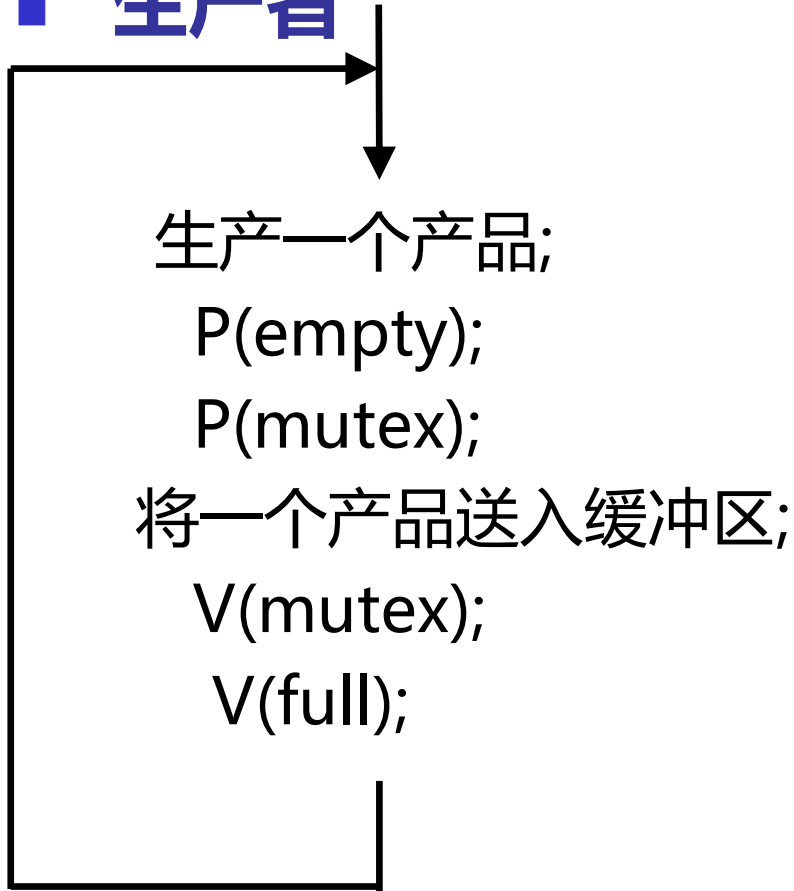 生产者
生产一个产品;
P(empty);
P(mutex);
将一个产品送入缓冲区;
V(mutex);
V(full);